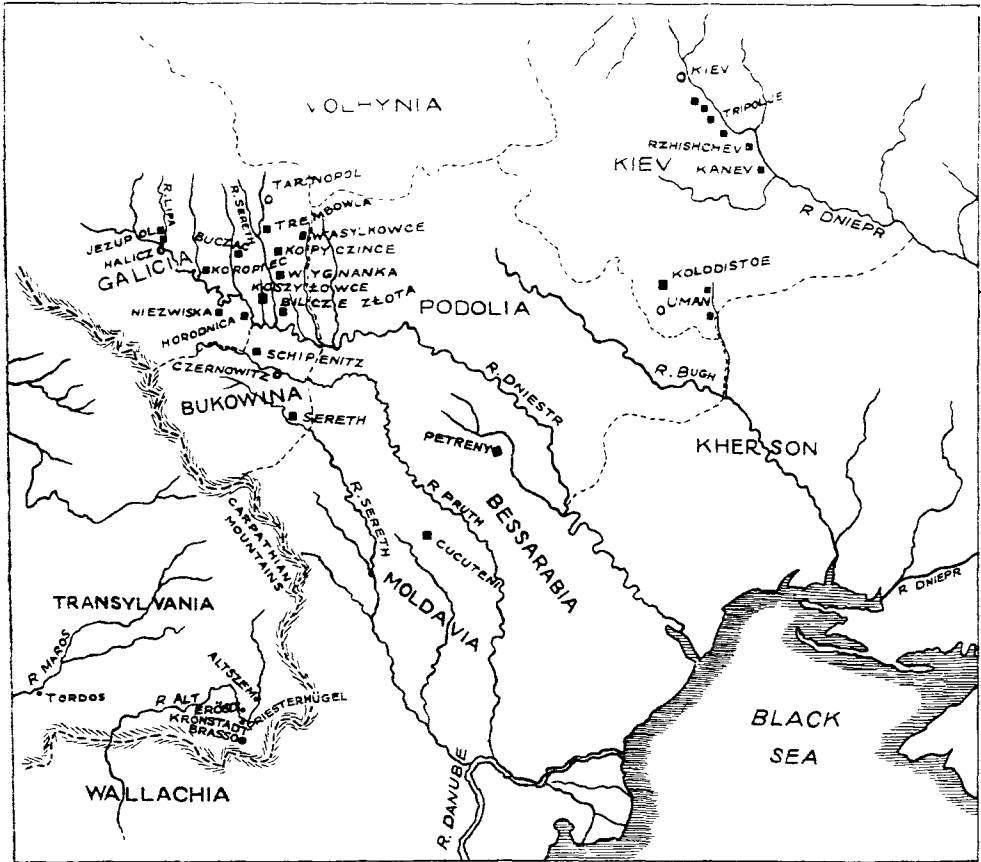 KIEV
VOLHYNIA
TRIPOLJE
RZHISHCHEV
KIEV
KANEV
TARNOPOL
R. LIPA
R. SERETH
R. DNIEPR
TREMBOWLA
JEZUPOL
BUCZAC
WASYLKOWCE
HALICZ
KOPYCZINCE
GALICIA
KOROPIEC
WYGNANKA
KOLODISTOE
KOSZYLOWCE
NIEZWISKA
BILCZE ZŁOTA
PODOLIA
UMAN
HORODNICA
SCHIPENITZ
CZERNOWITZ
R. DNIESTR
R. BUGH
BUKOWINA
SERETH
PETRENY
KHERSON
R. SERETH
R. PRUTH
BESSARABIA
CARPATHIAN
MOUNTAINS
CUCUTENI
MOLDAVIA
R DNIEPR
TRANSYLVANIA
R MAROS
ALTSZEM
TORDOS
R ALT
ERÖSD
PRIESTERHÜGEL
KRONSTADT
BRASSO
BLACK
SEA
WALLACHIA
R. DANUBE